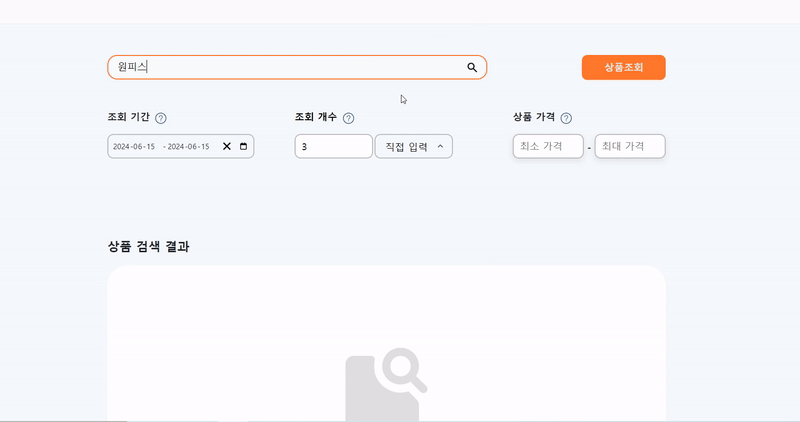 원피스
상품조회
조회 기간 ?
조회 개수 ?
상품 가격 ?
2024-06-15 - 2024-06-15
3
직접 입력
최소 가격 - 최대 가격
상품 검색 결과